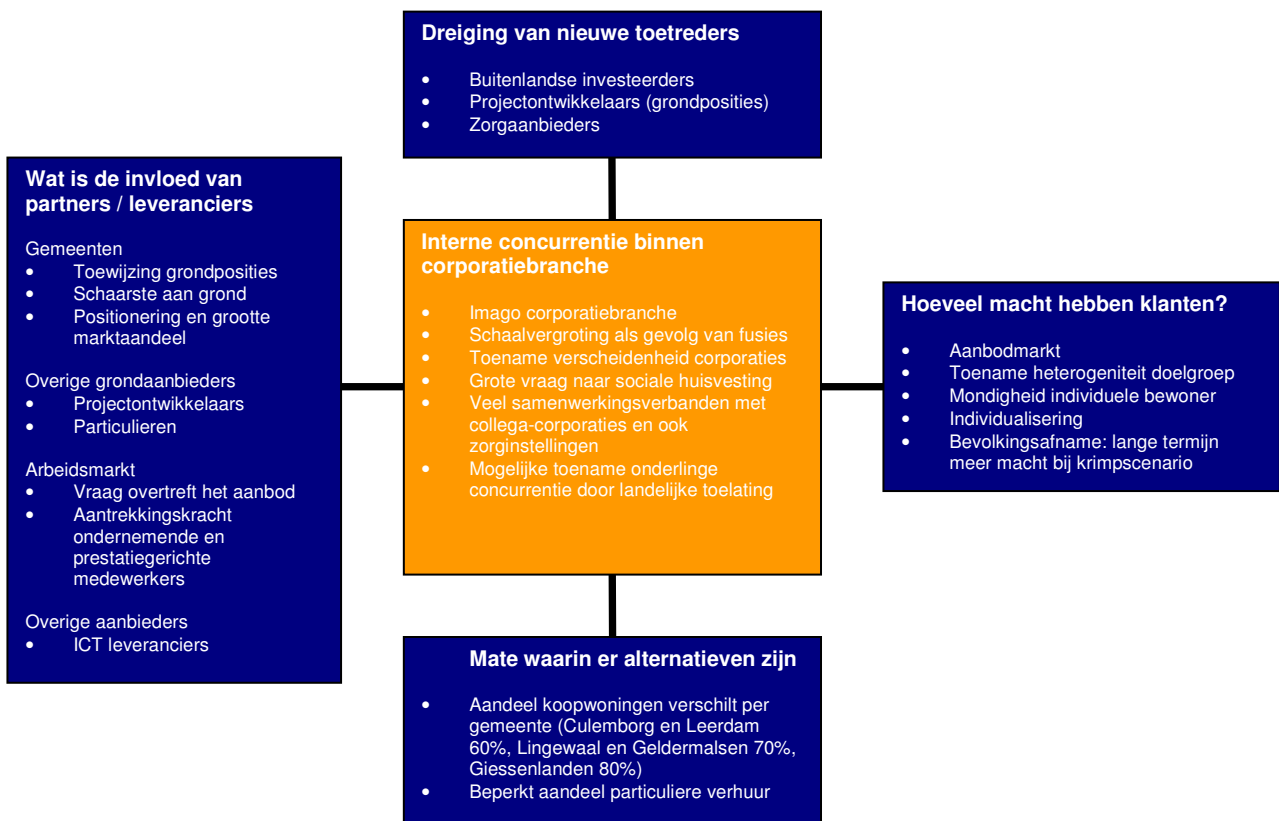 Dreiging van nieuwe toetreders
• Buitenlandse investeerders
• Projectontwikkelaars (grondposities)
• Zorgaanbieders
Wat is de invloed van
partners / leveranciers
Gemeenten
• Toewijzing grondposities
• Schaarste aan grond
• Positionering en grootte
marktaandeel
Overige grondaanbieders
• Projectontwikkelaars
• Particulieren
Arbeidsmarkt
• Vraag overtreft het aanbod
• Aantrekkingskracht
ondernemende en
prestatiegerichte
medewerkers
Overige aanbieders
• ICT leveranciers
Interne concurrentie binnen
corporatiebranche
• Imago corporatiebranche
• Schaalvergroting als gevolg van fusies
• Toename verscheidenheid corporaties
• Grote vraag naar sociale huisvesting
• Veel samenwerkingsverbanden met
collega-corporaties en ook
zorginstellingen
• Mogelijke toename onderlinge
concurrentie door landelijke toelating
Hoeveel macht hebben klanten?
• Aanbodmarkt
• Toename heterogeniteit doelgroep
• Mondigheid individuele bewoner
• Individualisering
• Bevolkingsafname: lange termijn
meer macht bij krimpscenario
Mate waarin er alternatieven zijn
• Aandeel koopwoningen verschilt per
gemeente (Culemborg en Leerdam
60%, Lingewaal en Geldermalsen 70%,
Giessenlanden 80%)
• Beperkt aandeel particuliere verhuur